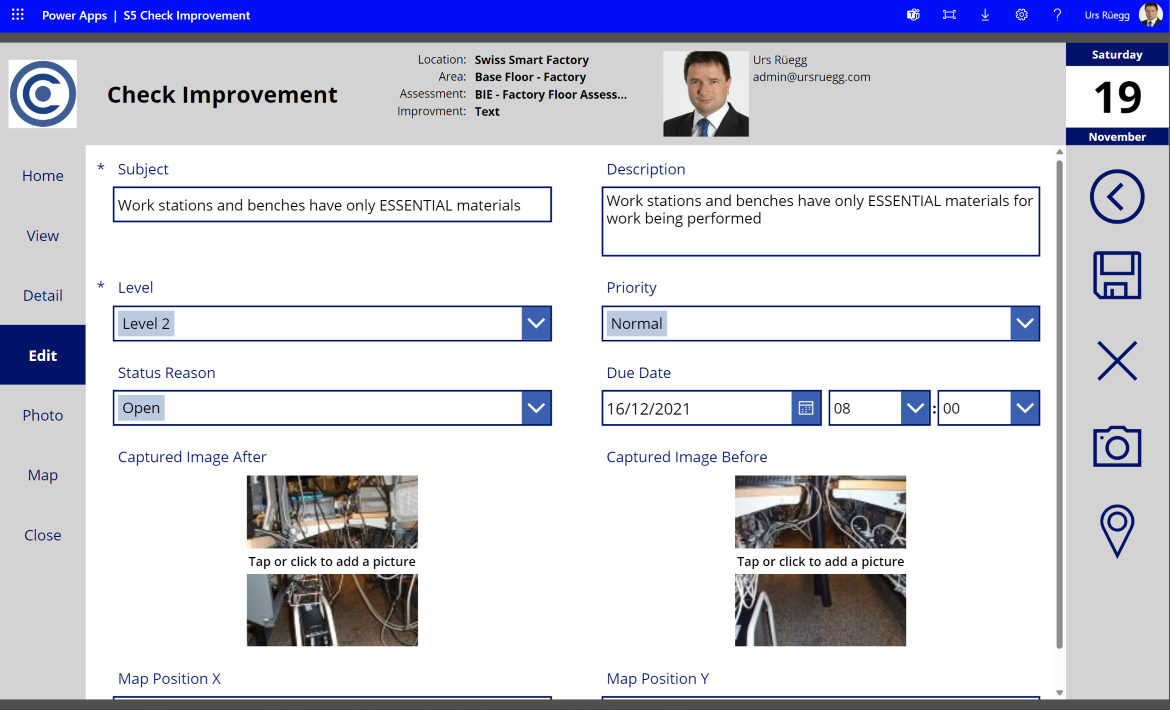 Power Apps | S5 Check Improvement
Urs Rüegg
Check Improvement
Location: Swiss Smart Factory
Area: Base Floor - Factory
Assessment: BIE - Factory Floor Assess...
Improvment: Text
Urs Rüegg
admin@ursruegg.com
Saturday
19
November
Home
View
Detail
Edit
Photo
Map
Close
* Subject
Work stations and benches have only ESSENTIAL materials
Description
Work stations and benches have only ESSENTIAL materials for
work being performed
* Level
Level 2
Priority
Normal
Status Reason
Open
Due Date
16/12/2021
08 : 00
Captured Image After
Tap or click to add a picture
Captured Image Before
Tap or click to add a picture
Map Position X
Map Position Y